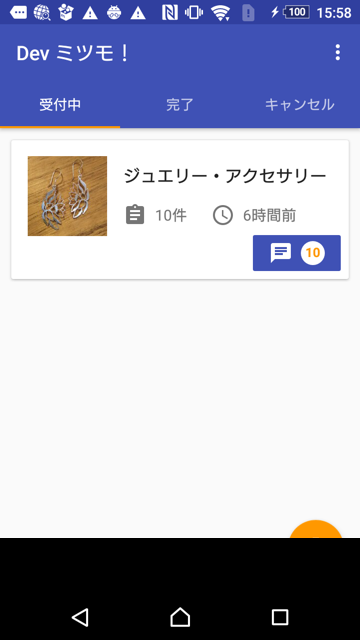 100 15:58
Dev ミツモ！
受付中 完了 キャンセル
ジュエリー・アクセサリー
10件 6時間前
10